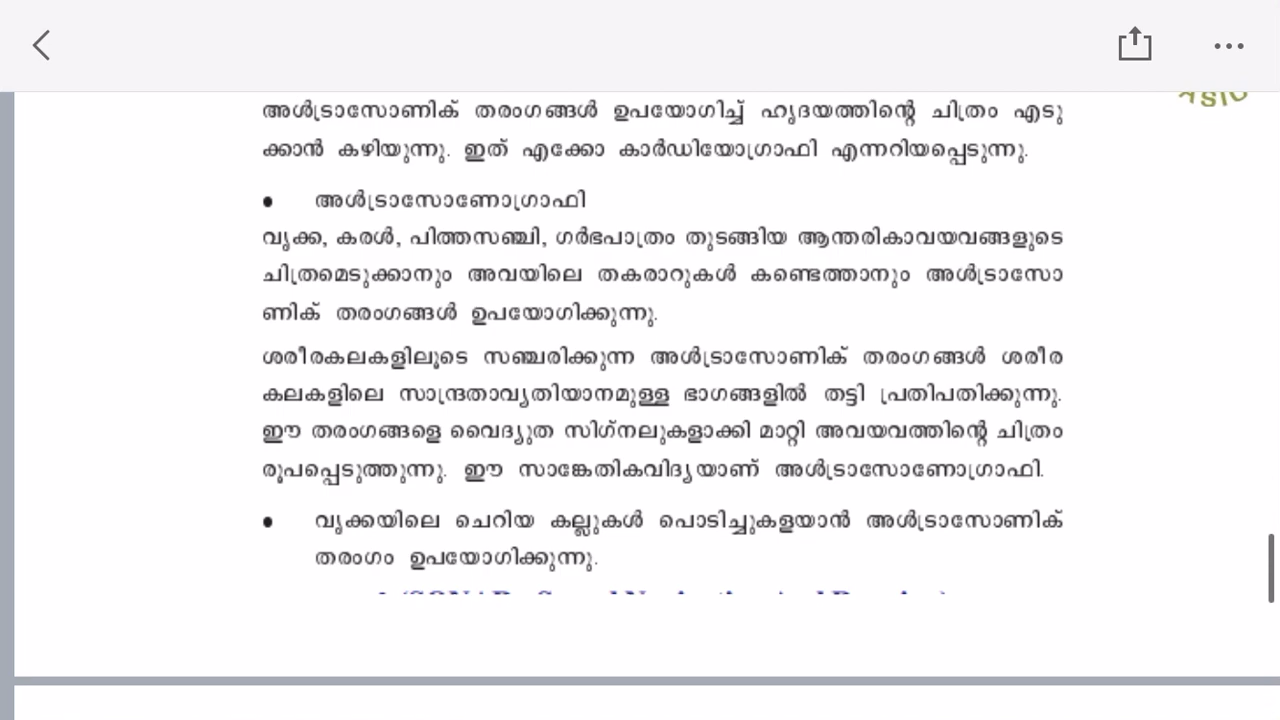 അൾട്രാസോണിക് തരംഗങ്ങൾ ഉപയോഗിച്ച് ഹൃദയത്തിന്റെ ചിത്രം എടു
ക്കാൻ കഴിയുന്നു. ഇത് എക്കോ കാർഡിയോഗ്രാഫി എന്നറിയപ്പെടുന്നു.
• അൾട്രാസോണോഗ്രാഫി
വൃക്ക, കരൾ, പിത്തസഞ്ചി, ഗർഭപാത്രം തുടങ്ങിയ ആന്തരികാവയവങ്ങളുടെ
ചിത്രമെടുക്കാനും അവയിലെ തകരാറുകൾ കണ്ടെത്താനും അൾട്രാസോ
ണിക് തരംഗങ്ങൾ ഉപയോഗിക്കുന്നു.
ശരീരകലകളിലൂടെ സഞ്ചരിക്കുന്ന അൾട്രാസോണിക് തരംഗങ്ങൾ ശരീര
കലകളിലെ സാന്ദ്രതാവ്യതിയാനമുള്ള ഭാഗങ്ങളിൽ തട്ടി പ്രതിപതിക്കുന്നു.
ഈ തരംഗങ്ങളെ വൈദ്യുത സിഗ്നലുകളാക്കി മാറ്റി അവയവത്തിന്റെ ചിത്രം
രൂപപ്പെടുത്തുന്നു. ഈ സാങ്കേതികവിദ്യയാണ് അൾട്രാസോണോഗ്രാഫി.
• വൃക്കയിലെ ചെറിയ കല്ലുകൾ പൊടിച്ചുകളയാൻ അൾട്രാസോണിക്
തരംഗം ഉപയോഗിക്കുന്നു.